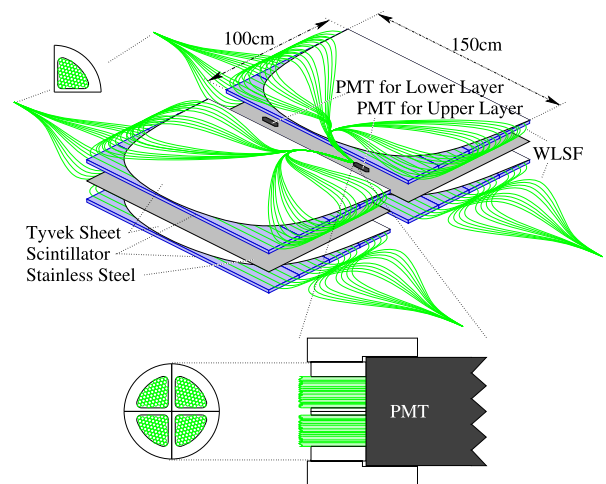 100cm
150cm
PMT for Lower Layer
PMT for Upper Layer
WLSF
Tyvek Sheet
Scintillator
Stainless Steel
PMT